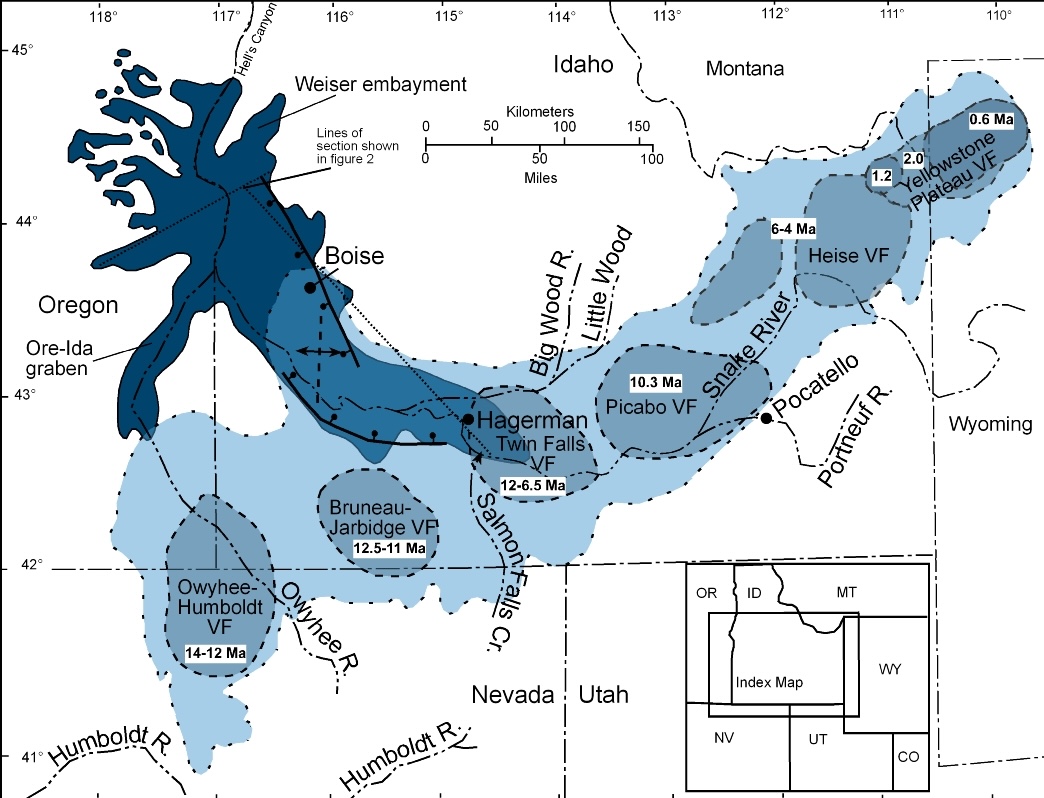 118°
117°
116°
115°
114°
113°
112°
111°
110°
45°
44°
43°
42°
41°
Hell's Canyon
Idaho
Montana
Weiser embayment
Lines of
section shown
in figure 2
Kilometers
0 50 100 150
0 50 100
Miles
0.6 Ma
2.0
1.2
Yellowstone
Plateau VF
6-4 Ma
Heise VF
Boise
Oregon
Ore-Ida
graben
Big Wood R.
Little Wood
Snake River
10.3 Ma
Picabo VF
Pocatello
Portneuf R.
Wyoming
Hagerman
Twin Falls
VF
12-6.5 Ma
Bruneau-
Jarbidge VF
12.5-11 Ma
Salmon Falls Cr.
Owyhee-
Humboldt
VF
14-12 Ma
Owyhee R
Nevada
Utah
Humboldt R.
Humboldt R.
OR
ID
MT
Index Map
WY
NV
UT
CO